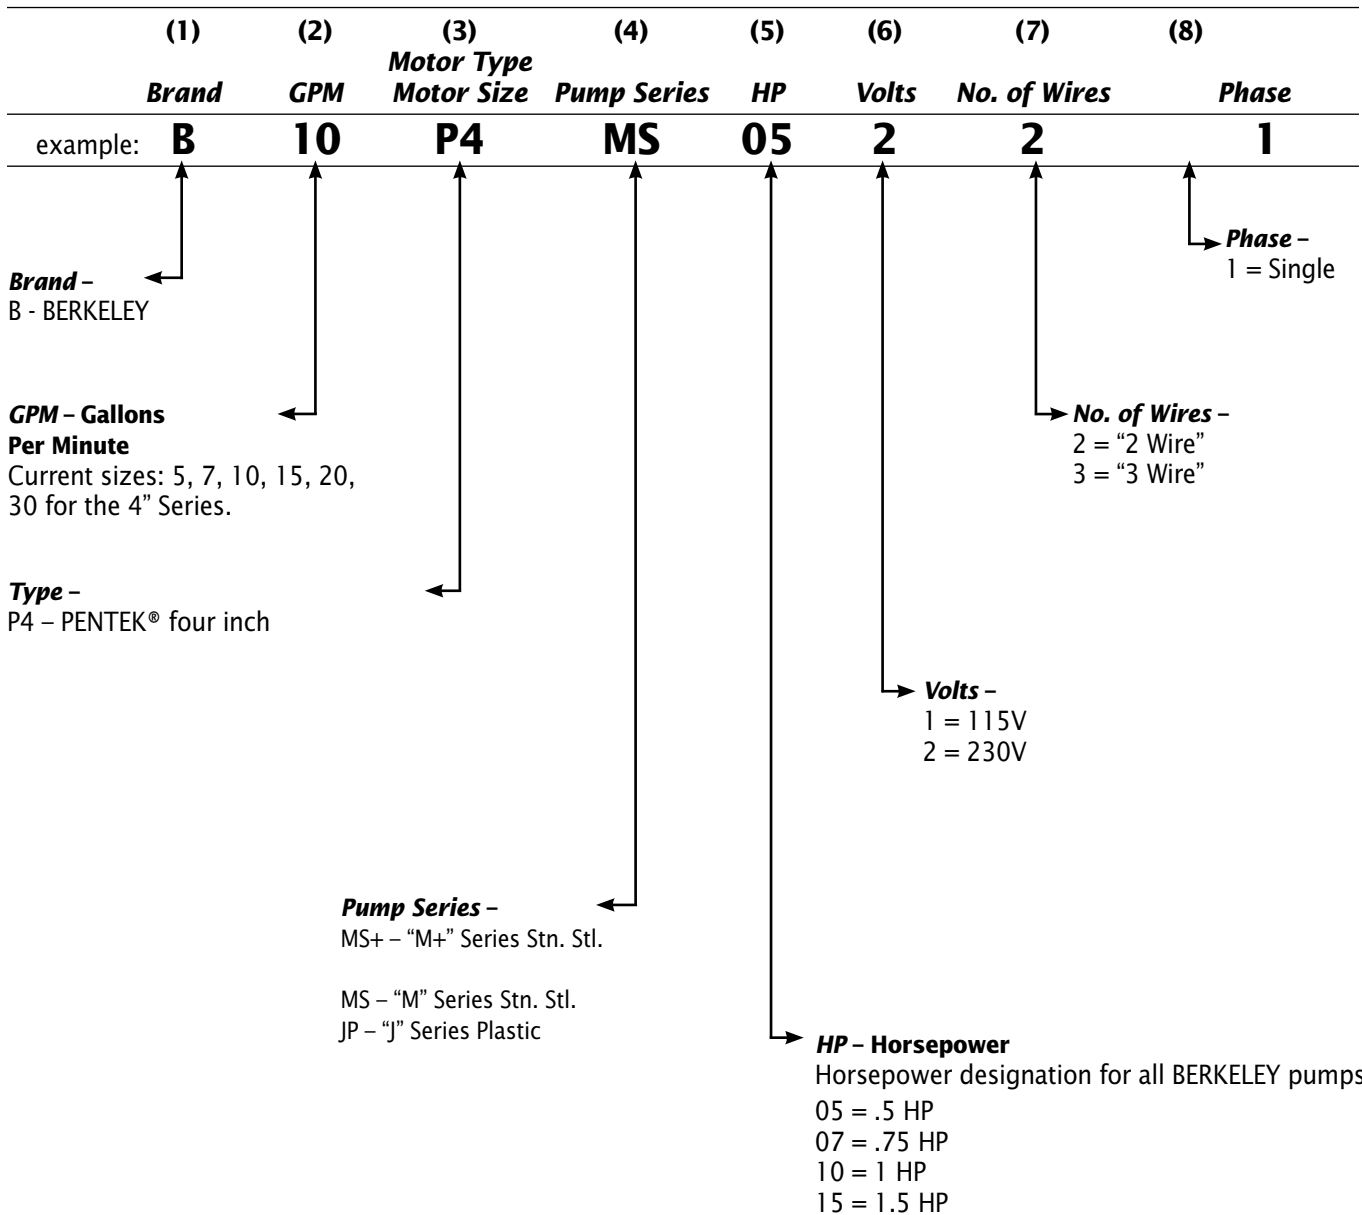 (1) (2) (3) (4) (5) (6) (7) (8)
Motor Type
Brand GPM Motor Size Pump Series HP Volts No. of Wires Phase
example: B 10 P4 MS 05 2 2 1
Phase –
1 = Single
Brand –
B - BERKELEY
GPM – Gallons
Per Minute
Current sizes: 5, 7, 10, 15, 20,
30 for the 4” Series.
No. of Wires –
2 = “2 Wire”
3 = “3 Wire”
Type –
P4 – PENTEK® four inch
Volts –
1 = 115V
2 = 230V
Pump Series –
MS+ – “M+” Series Stn. Stl.
MS – “M” Series Stn. Stl.
JP – “J” Series Plastic
HP – Horsepower
Horsepower designation for all BERKELEY pumps
05 = .5 HP
07 = .75 HP
10 = 1 HP
15 = 1.5 HP